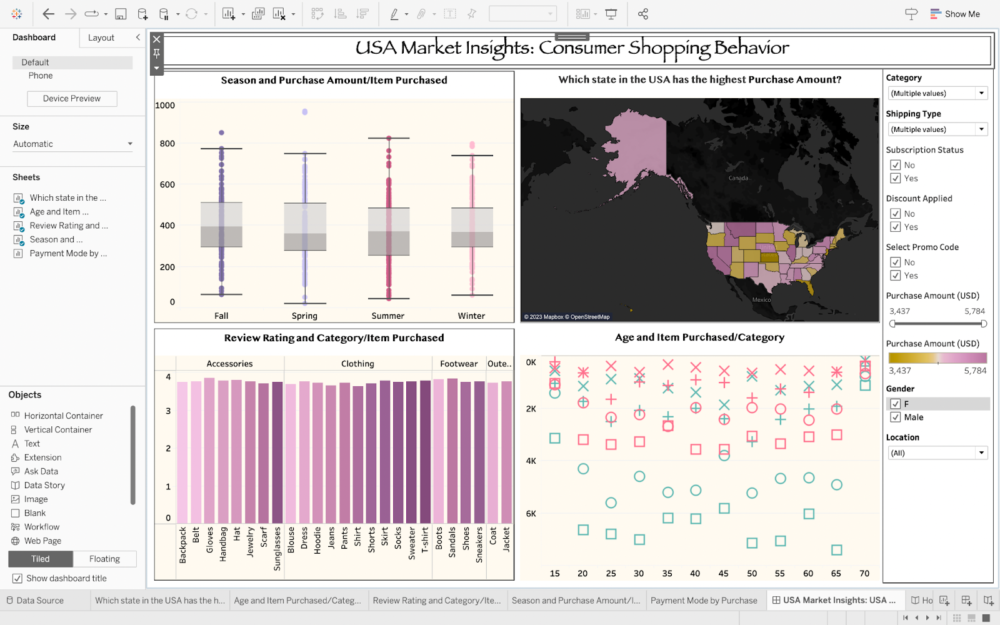 Show Me
Dashboard
Layout
Default
Phone
Device Preview
Size
Automatic
Sheets
Which state in the ...
Age and Item ...
Review Rating and ...
Season and ...
Payment Mode by ...
Objects
Horizontal Container
Vertical Container
Text
Extension
Ask Data
Data Story
Image
Blank
Workflow
Web Page
Tiled
Floating
Show dashboard title
USA Market Insights: Consumer Shopping Behavior
Season and Purchase Amount/Item Purchased
1000
800
600
400
200
0
Fall
Spring
Summer
Winter
Which state in the USA has the highest Purchase Amount?
Canada
United
States
Mexico
© 2023 Mapbox © OpenStreetMap
Review Rating and Category/Item Purchased
Accessories
Clothing
Footwear
Oute..
4
3
2
1
0
Backpack
Belt
Gloves
Handbag
Hat
Jewelry
Scarf
Sunglasses
Blouse
Dress
Hoodie
Jeans
Pants
Shirt
Shorts
Skirt
Socks
Sweater
T-shirt
Boots
Sandals
Shoes
Sneakers
Coat
Jacket
Age and Item Purchased/Category
0K
2K
4K
6K
15
20
25
30
35
40
45
50
55
60
65
70
Category
(Multiple values)
Shipping Type
(Multiple values)
Subscription Status
No
Yes
Discount Applied
No
Yes
Select Promo Code
No
Yes
Purchase Amount (USD)
3,437 5,784
Purchase Amount (USD)
3,437 5,784
Gender
F
Male
Location
(All)
Data Source
Which state in the USA has the h...
Age and Item Purchased/Categ...
Review Rating and Category/Ite...
Season and Purchase Amount/I...
Payment Mode by Purchase
USA Market Insights: USA ...
Ho